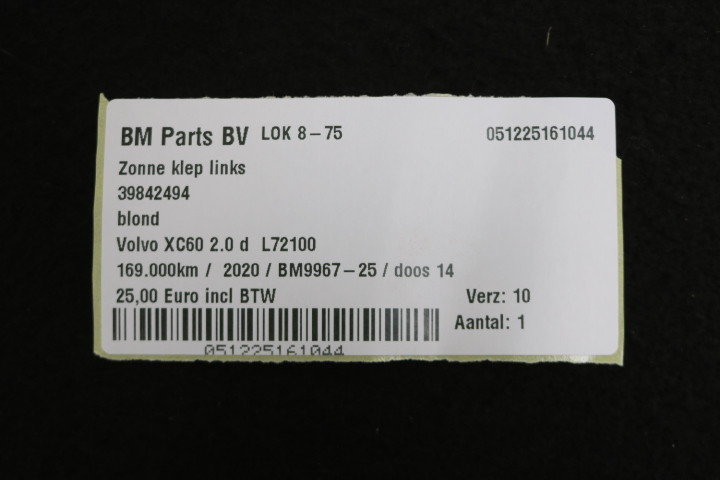 BM Parts BV LOK 8-75 051225161044
Zonne klep links
39842494
blond
Volvo XC60 2.0 d L72100
169.000km / 2020 / BM9967-25 / doos 14
25,00 Euro incl BTW Verz: 10
Aantal: 1
051225161044